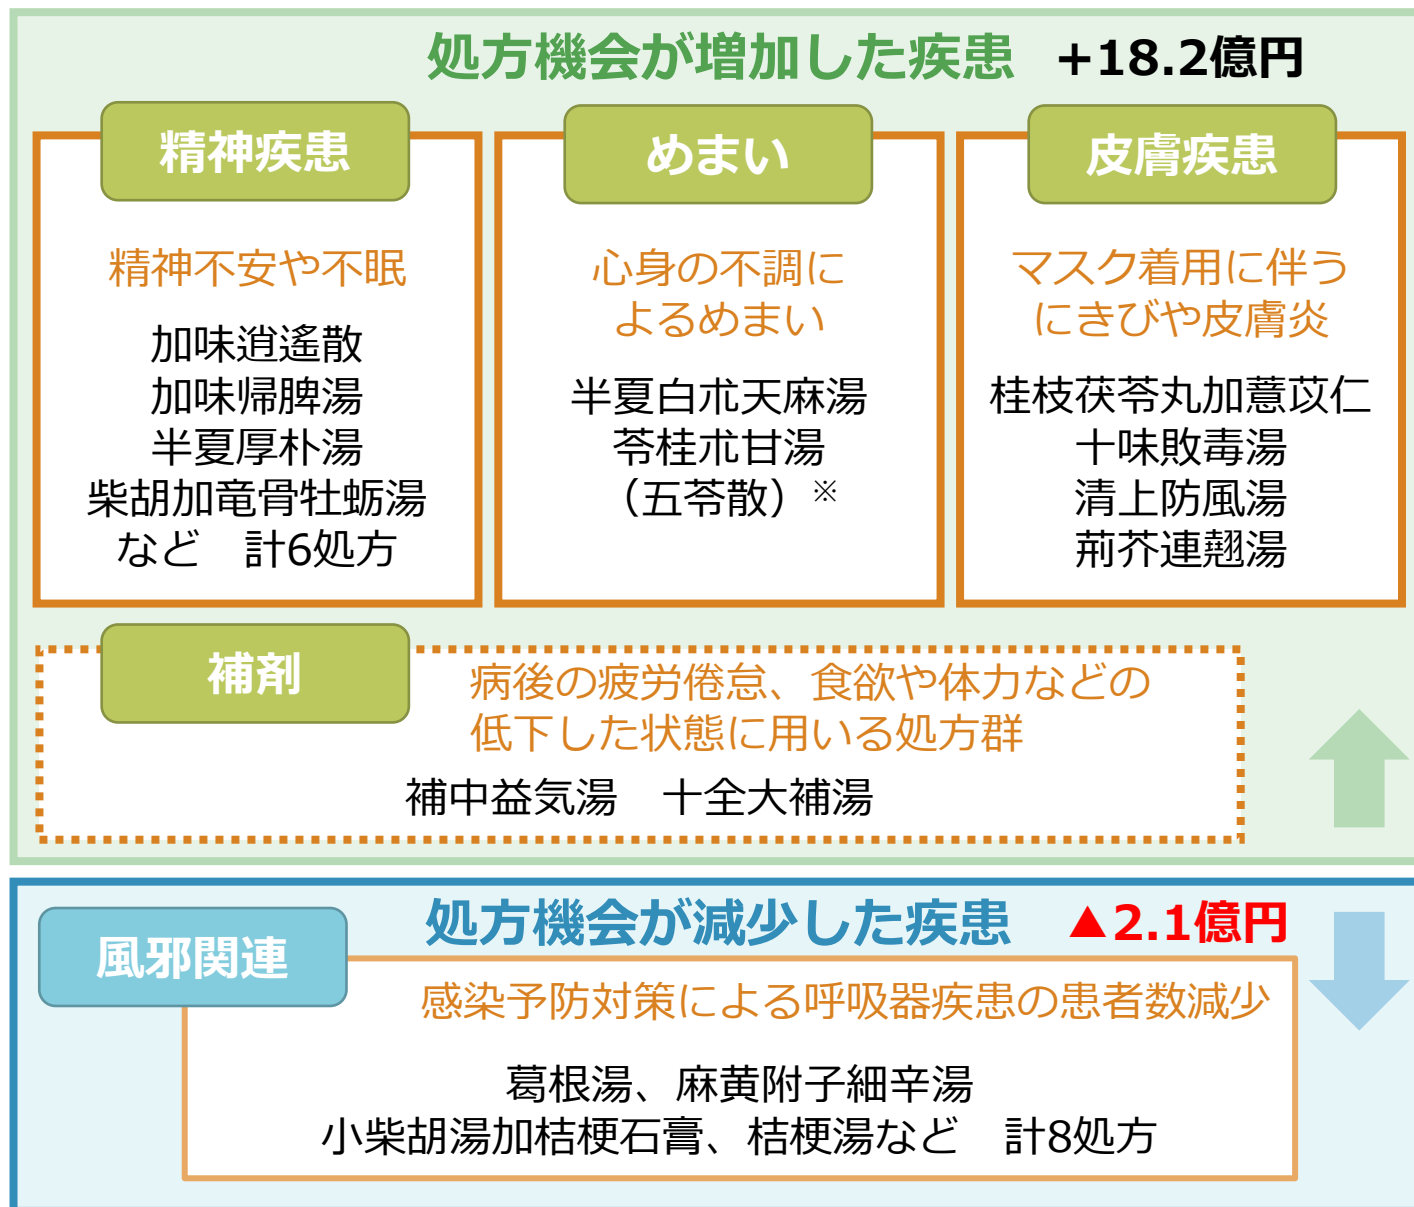 処方機会が増加した疾患　+18.2億円
精神疾患
精神不安や不眠
加味逍遙散
加味帰脾湯
半夏厚朴湯
柴胡加竜骨牡蛎湯
など　計6処方
めまい
心身の不調に
よるめまい
半夏白朮天麻湯
苓桂朮甘湯
（五苓散）※
皮膚疾患
マスク着用に伴う
にきびや皮膚炎
桂枝茯苓丸加薏苡仁
十味敗毒湯
清上防風湯
荊芥連翹湯
補剤
病後の疲労倦怠、食欲や体力などの
低下した状態に用いる処方群
補中益気湯　十全大補湯
処方機会が減少した疾患　▲2.1億円
風邪関連
感染予防対策による呼吸器疾患の患者数減少
葛根湯、麻黄附子細辛湯
小柴胡湯加桔梗石膏、桔梗湯など　計8処方